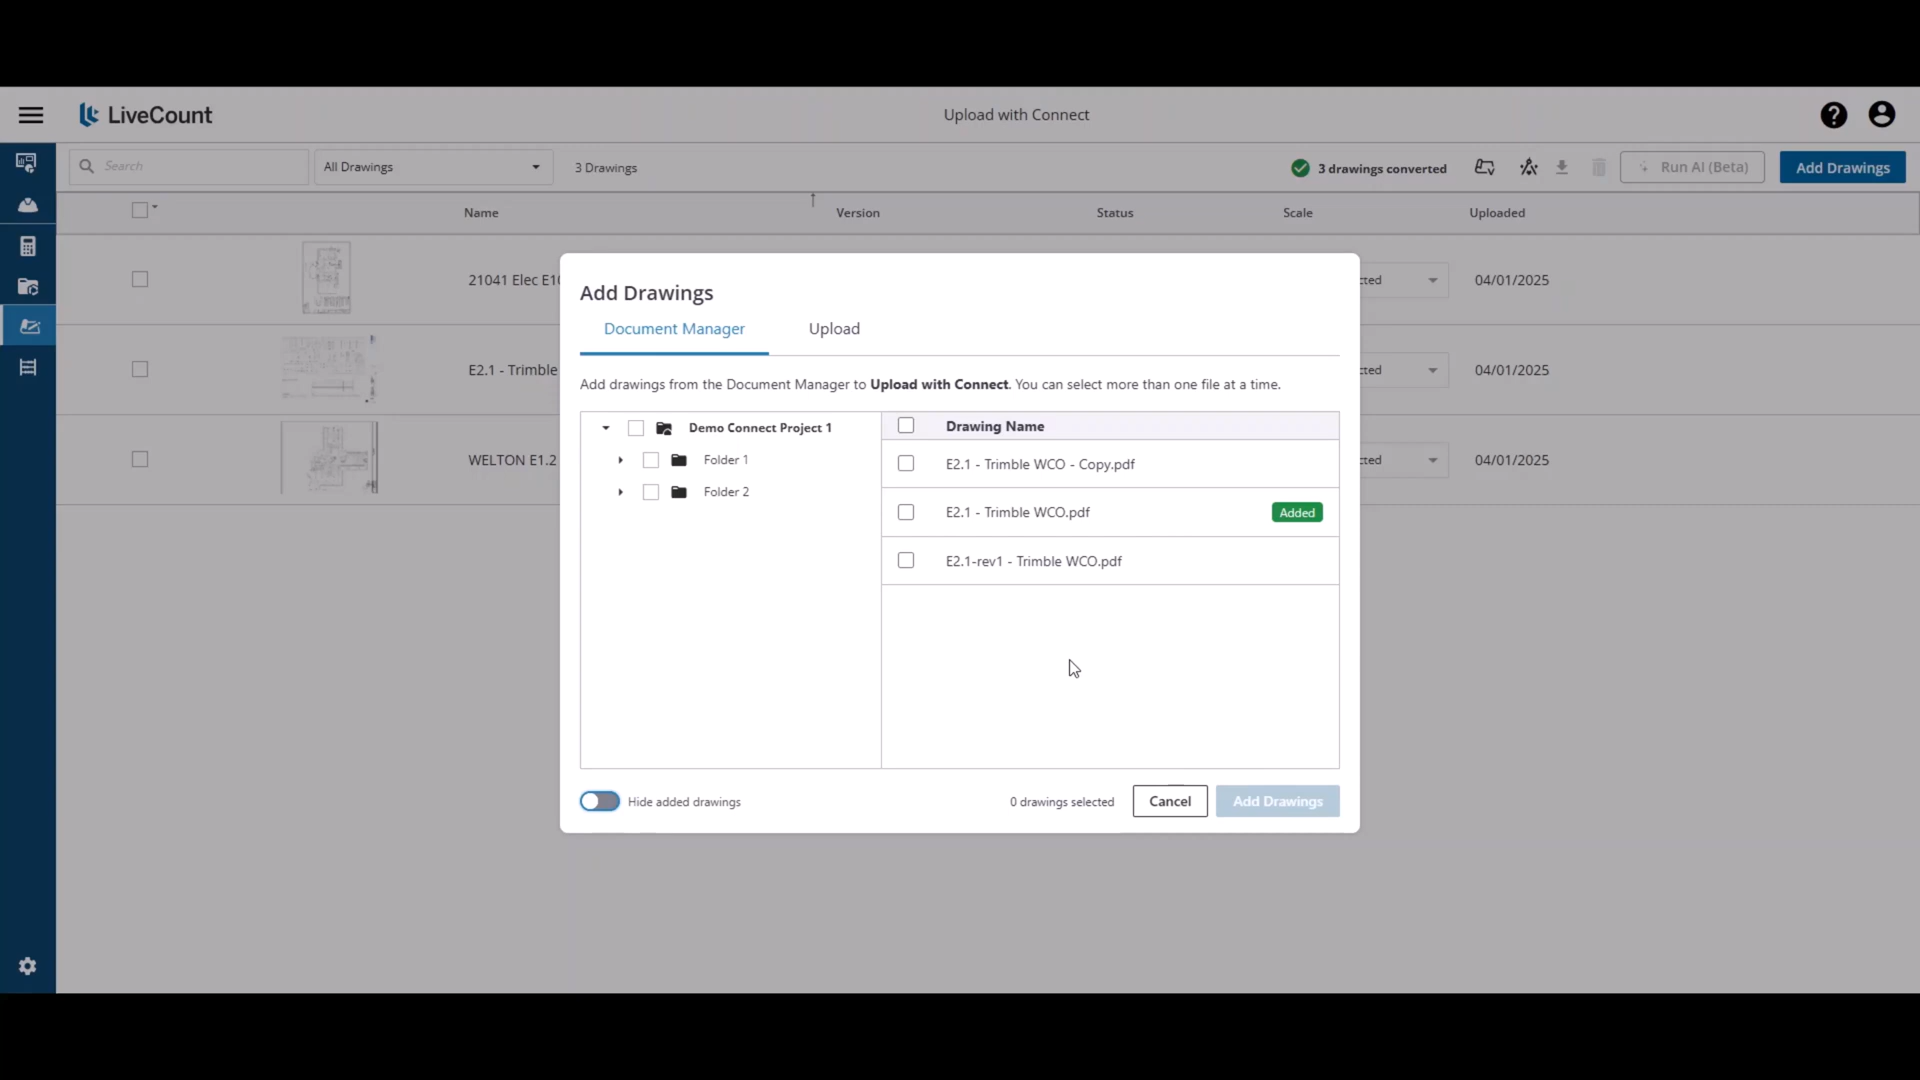 LiveCount
Upload with Connect
Search
All Drawings
3 Drawings
3 drawings converted
Run AI (Beta)
Add Drawings
Name
Version
Status
Scale
Uploaded
21041 Elec
04/01/2025
E2.1 - Trimble
04/01/2025
WELTON E1.2
04/01/2025
Add Drawings
Document Manager
Upload
Add drawings from the Document Manager to Upload with Connect. You can select more than one file at a time.
Demo Connect Project 1
Folder 1
Folder 2
Drawing Name
E2.1 - Trimble WCO - Copy.pdf
E2.1 - Trimble WCO.pdf
Added
E2.1-rev1 - Trimble WCO.pdf
Hide added drawings
0 drawings selected
Cancel
Add Drawings